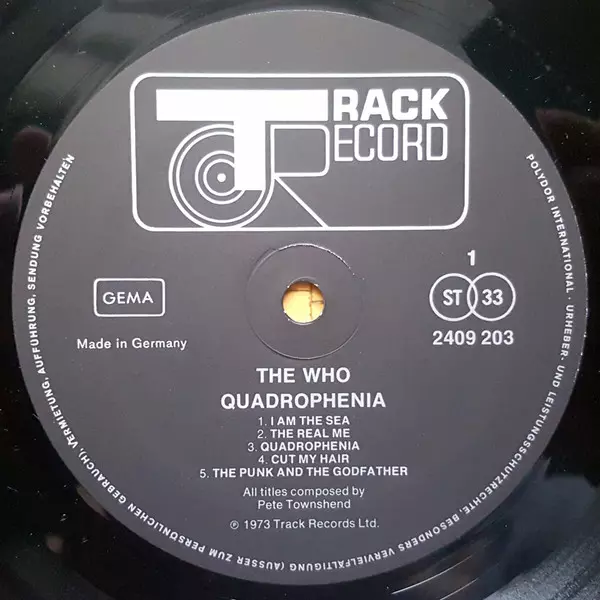 TRACK
RECORD
1
GEMA
ST 33
Made in Germany
2409 203
THE WHO
QUADROPHENIA
1. I AM THE SEA
2. THE REAL ME
3. QUADROPHENIA
4. CUT MY HAIR
5. THE PUNK AND THE GODFATHER
All titles composed by
Pete Townshend
℗ 1973 Track Records Ltd.
POLYDOR INTERNATIONAL · URHEBER- UND LEISTUNGSSCHUTZRECHTE, BESONDERS VERVIELFÄLTIGUNG (AUSSER ZUM PERSÖNLICHEN GEBRAUCH), VERMIETUNG, AUFFÜHRUNG, SENDUNG VORBEHALTEN